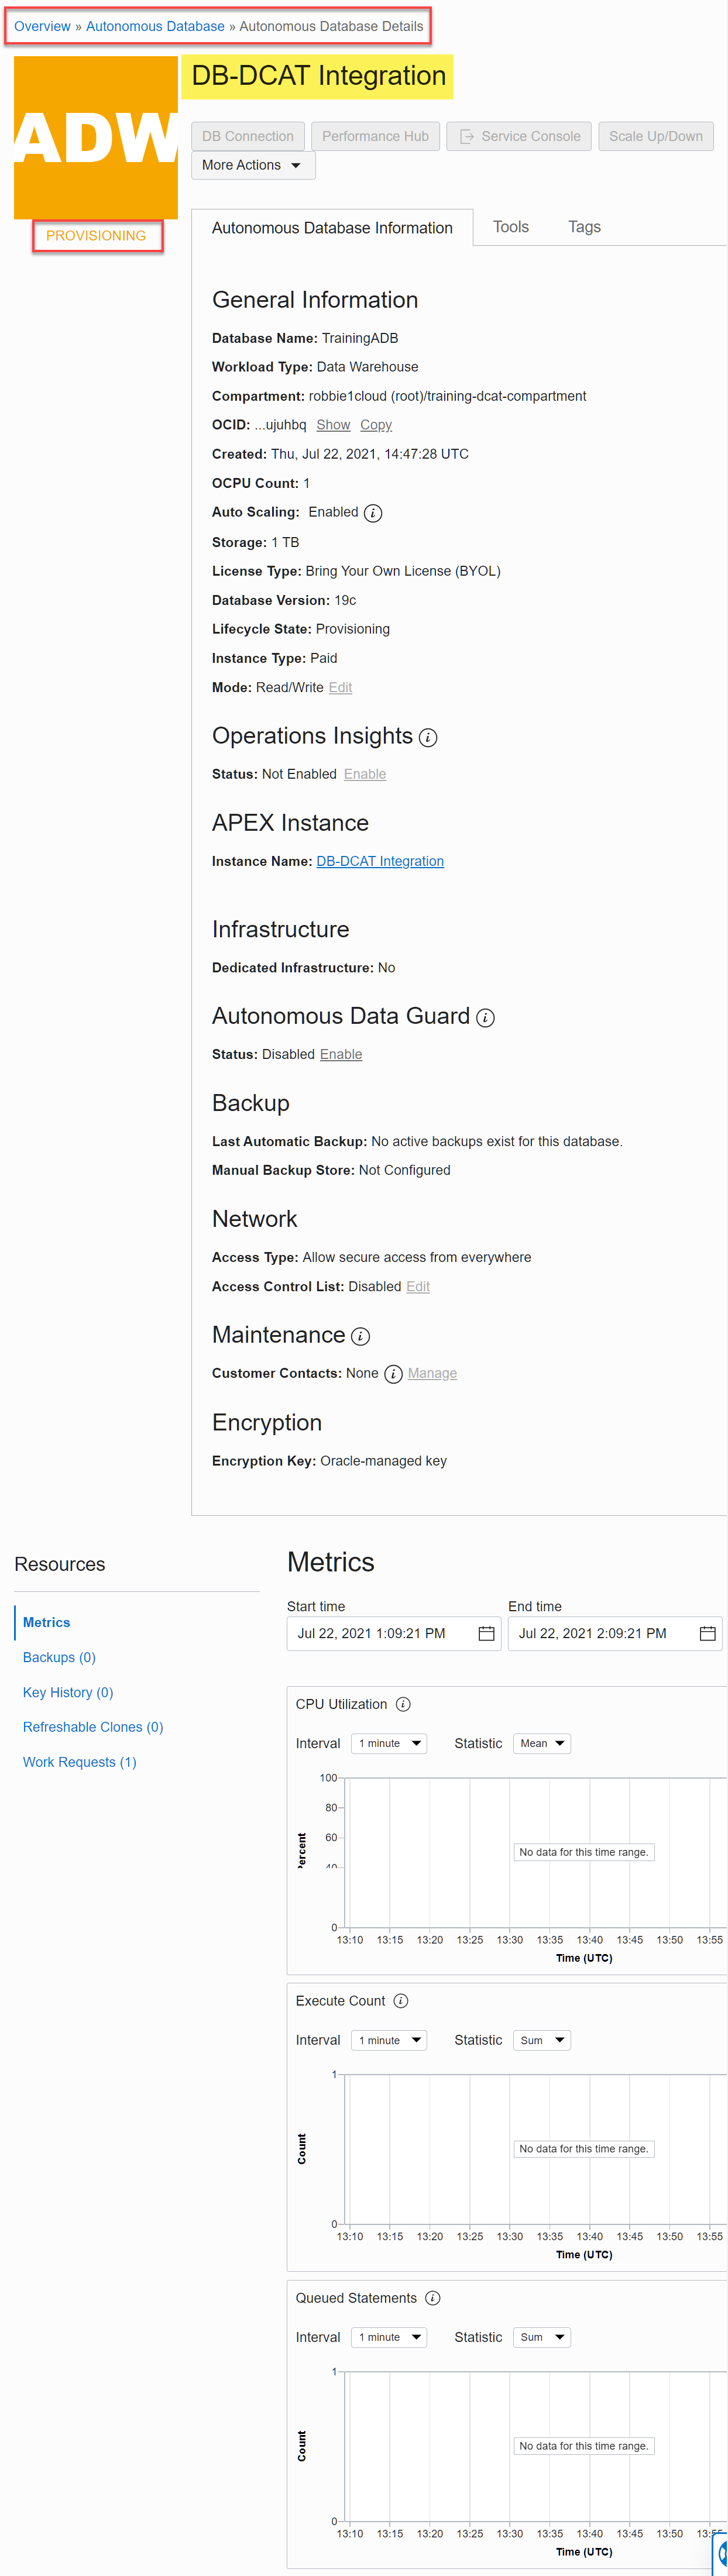 Overview » Autonomous Database » Autonomous Database Details
ADW
PROVISIONING
DB-DCAT Integration
DB Connection Performance Hub Service Console Scale Up/Down
More Actions
Autonomous Database Information Tools Tags
General Information
Database Name: TrainingADB
Workload Type: Data Warehouse
Compartment: robbie1cloud (root)/training-dcat-compartment
OCID: ...ujuhbq Show Copy
Created: Thu, Jul 22, 2021, 14:47:28 UTC
OCPU Count: 1
Auto Scaling: Enabled i
Storage: 1 TB
License Type: Bring Your Own License (BYOL)
Database Version: 19c
Lifecycle State: Provisioning
Instance Type: Paid
Mode: Read/Write Edit
Operations Insights i
Status: Not Enabled Enable
APEX Instance
Instance Name: DB-DCAT Integration
Infrastructure
Dedicated Infrastructure: No
Autonomous Data Guard i
Status: Disabled Enable
Backup
Last Automatic Backup: No active backups exist for this database.
Manual Backup Store: Not Configured
Network
Access Type: Allow secure access from everywhere
Access Control List: Disabled Edit
Maintenance i
Customer Contacts: None i Manage
Encryption
Encryption Key: Oracle-managed key
Resources
Metrics
Backups (0)
Key History (0)
Refreshable Clones (0)
Work Requests (1)
Metrics
Start time End time
Jul 22, 2021 1:09:21 PM Jul 22, 2021 2:09:21 PM
CPU Utilization i
Interval 1 minute Statistic Mean
100
80
60
40
0
Percent
No data for this time range.
13:10 13:15 13:20 13:25 13:30 13:35 13:40 13:45 13:50 13:55
Time (UTC)
Execute Count i
Interval 1 minute Statistic Sum
1
Count
No data for this time range.
0
13:10 13:15 13:20 13:25 13:30 13:35 13:40 13:45 13:50 13:55
Time (UTC)
Queued Statements i
Interval 1 minute Statistic Sum
1
Count
No data for this time range.
0
13:10 13:15 13:20 13:25 13:30 13:35 13:40 13:45 13:50
Time (UTC)